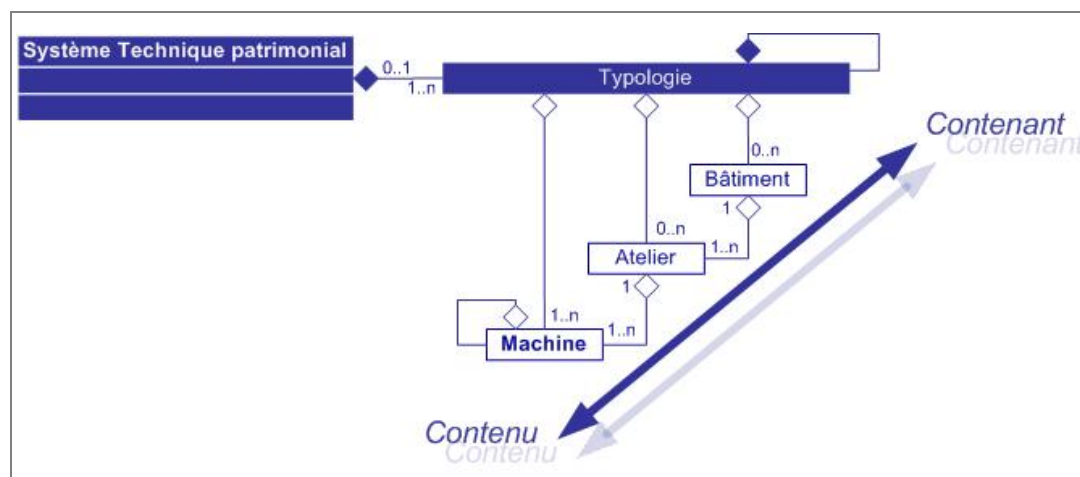 Système Technique patrimonial
0..1
1..n
Typologie
Contenant
Contenant
0..n
Bâtiment
1
0..n
1..n
Atelier
1
1..n
1..n
Machine
Contenu
Contenu